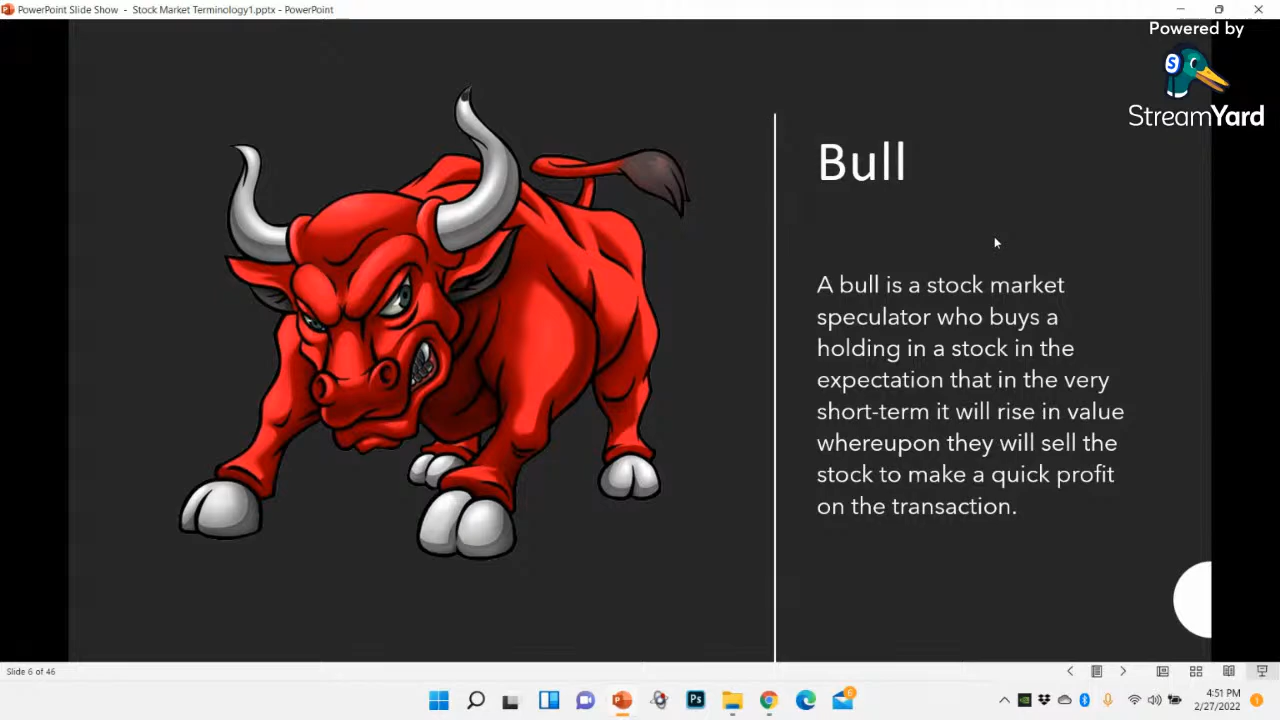 PowerPoint Slide Show - Stock Market Terminology1.pptx - PowerPoint
Powered by
S
StreamYard
Bull
A bull is a stock market
speculator who buys a
holding in a stock in the
expectation that in the very
short-term it will rise in value
whereupon they will sell the
stock to make a quick profit
on the transaction.
Slide 6 of 46
Ps
6
4:51 PM
2/27/2022
1